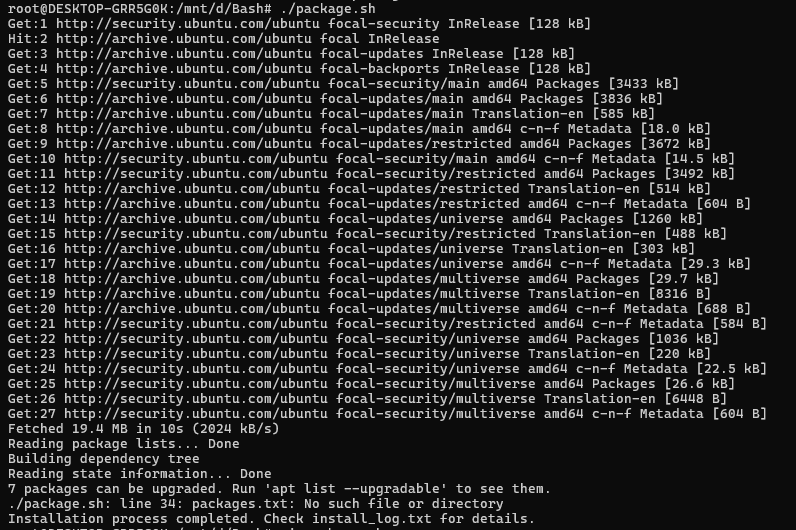 root@DESKTOP-GRR5G0K:/mnt/d/Bash# ./package.sh
Get:1 http://security.ubuntu.com/ubuntu focal-security InRelease [128 kB]
Hit:2 http://archive.ubuntu.com/ubuntu focal InRelease
Get:3 http://archive.ubuntu.com/ubuntu focal-updates InRelease [128 kB]
Get:4 http://archive.ubuntu.com/ubuntu focal-backports InRelease [128 kB]
Get:5 http://security.ubuntu.com/ubuntu focal-security/main amd64 Packages [3433 kB]
Get:6 http://archive.ubuntu.com/ubuntu focal-updates/main amd64 Packages [3836 kB]
Get:7 http://archive.ubuntu.com/ubuntu focal-updates/main Translation-en [585 kB]
Get:8 http://archive.ubuntu.com/ubuntu focal-updates/main amd64 c-n-f Metadata [18.0 kB]
Get:9 http://archive.ubuntu.com/ubuntu focal-updates/restricted amd64 Packages [3672 kB]
Get:10 http://security.ubuntu.com/ubuntu focal-security/main amd64 c-n-f Metadata [14.5 kB]
Get:11 http://security.ubuntu.com/ubuntu focal-security/restricted amd64 Packages [3492 kB]
Get:12 http://archive.ubuntu.com/ubuntu focal-updates/restricted Translation-en [514 kB]
Get:13 http://archive.ubuntu.com/ubuntu focal-updates/restricted amd64 c-n-f Metadata [604 B]
Get:14 http://archive.ubuntu.com/ubuntu focal-updates/universe amd64 Packages [1260 kB]
Get:15 http://security.ubuntu.com/ubuntu focal-security/restricted Translation-en [488 kB]
Get:16 http://archive.ubuntu.com/ubuntu focal-updates/universe Translation-en [303 kB]
Get:17 http://archive.ubuntu.com/ubuntu focal-updates/universe amd64 c-n-f Metadata [29.3 kB]
Get:18 http://archive.ubuntu.com/ubuntu focal-updates/multiverse amd64 Packages [29.7 kB]
Get:19 http://archive.ubuntu.com/ubuntu focal-updates/multiverse Translation-en [8316 B]
Get:20 http://archive.ubuntu.com/ubuntu focal-updates/multiverse amd64 c-n-f Metadata [688 B]
Get:21 http://security.ubuntu.com/ubuntu focal-security/restricted amd64 c-n-f Metadata [584 B]
Get:22 http://security.ubuntu.com/ubuntu focal-security/universe amd64 Packages [1036 kB]
Get:23 http://security.ubuntu.com/ubuntu focal-security/universe Translation-en [220 kB]
Get:24 http://security.ubuntu.com/ubuntu focal-security/universe amd64 c-n-f Metadata [22.5 kB]
Get:25 http://security.ubuntu.com/ubuntu focal-security/multiverse amd64 Packages [26.6 kB]
Get:26 http://security.ubuntu.com/ubuntu focal-security/multiverse Translation-en [6448 B]
Get:27 http://security.ubuntu.com/ubuntu focal-security/multiverse amd64 c-n-f Metadata [604 B]
Fetched 19.4 MB in 10s (2024 kB/s)
Reading package lists... Done
Building dependency tree
Reading state information... Done
7 packages can be upgraded. Run 'apt list --upgradable' to see them.
./package.sh: line 34: packages.txt: No such file or directory
Installation process completed. Check install_log.txt for details.